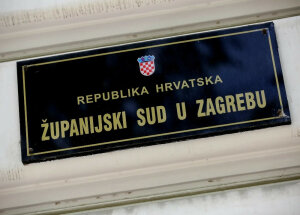 REPUBLIKA HRVATSKA
ŽUPANIJSKI SUD U ZAGREBU